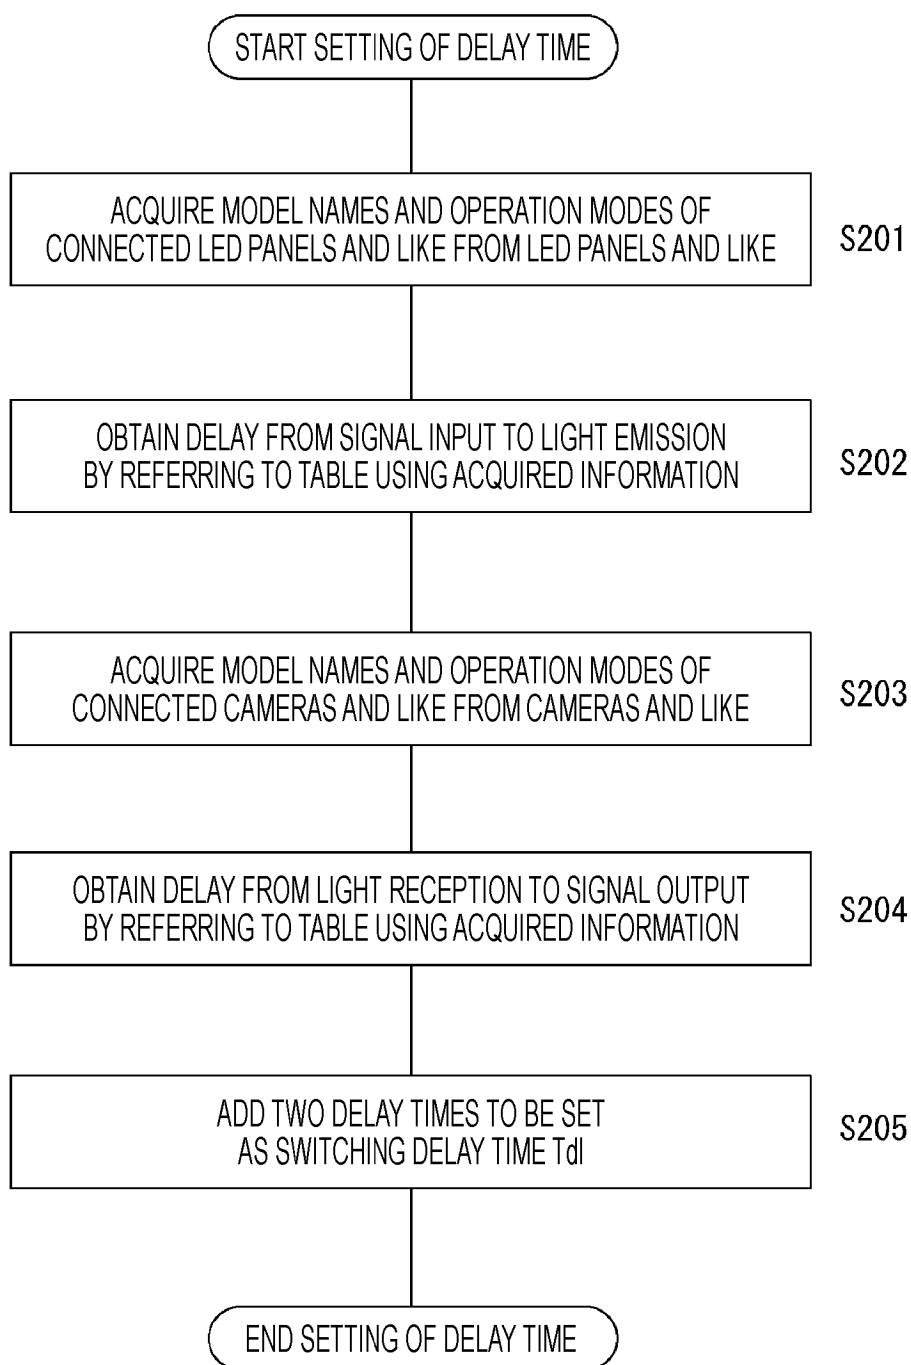 START SETTING OF DELAY TIME
ACQUIRE MODEL NAMES AND OPERATION MODES OF
CONNECTED LED PANELS AND LIKE FROM LED PANELS AND LIKE
S201
OBTAIN DELAY FROM SIGNAL INPUT TO LIGHT EMISSION
BY REFERRING TO TABLE USING ACQUIRED INFORMATION
S202
ACQUIRE MODEL NAMES AND OPERATION MODES OF
CONNECTED CAMERAS AND LIKE FROM CAMERAS AND LIKE
S203
OBTAIN DELAY FROM LIGHT RECEPTION TO SIGNAL OUTPUT
BY REFERRING TO TABLE USING ACQUIRED INFORMATION
S204
ADD TWO DELAY TIMES TO BE SET
AS SWITCHING DELAY TIME Tdl
S205
END SETTING OF DELAY TIME